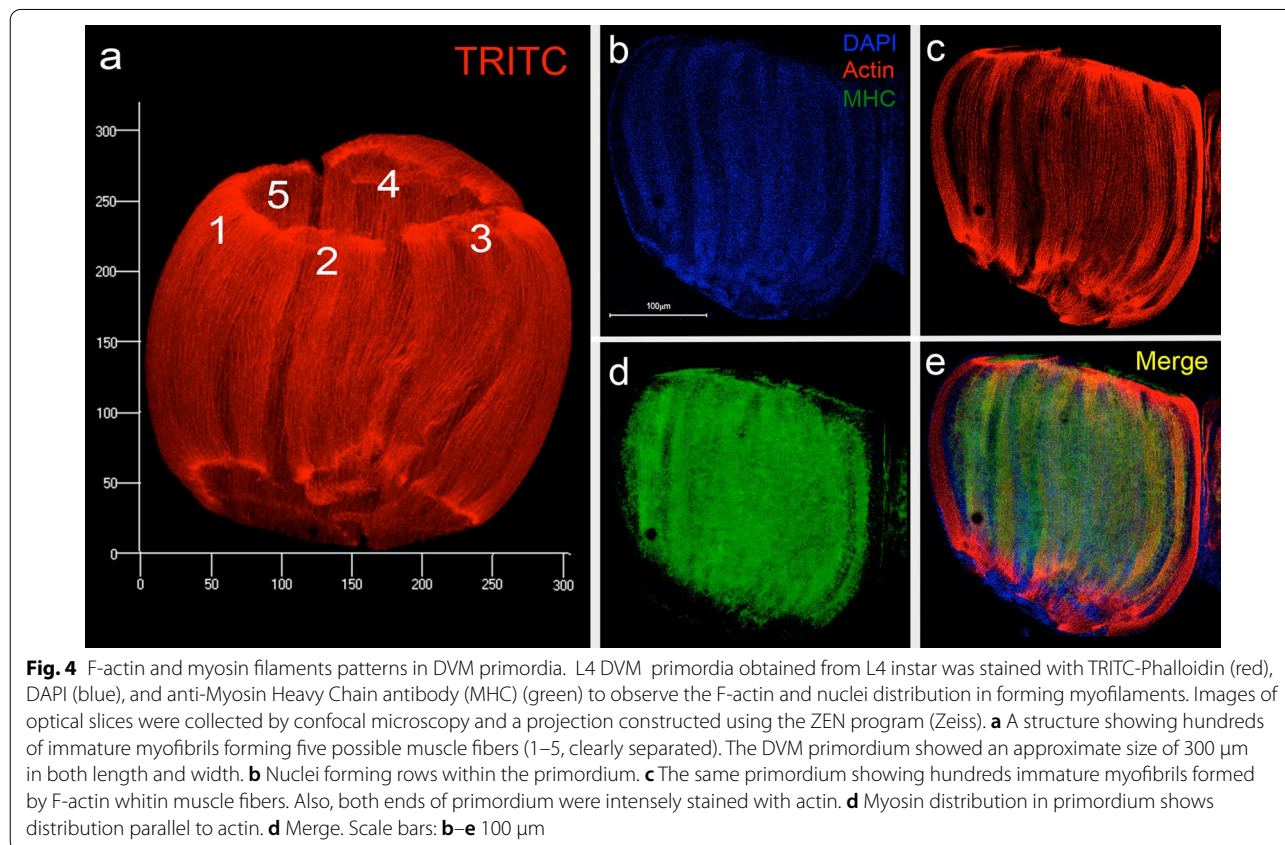 a
TRITC
300
250
200
150
100
50
0
0 50 100 150 200 250 300
1
2
3
4
5
b
DAPI
Actin
MHC
100μm
c
d
e
Merge
Fig. 4 F-actin and myosin filaments patterns in DVM primordia. L4 DVM primordia obtained from L4 instar was stained with TRITC-Phalloidin (red),
DAPI (blue), and anti-Myosin Heavy Chain antibody (MHC) (green) to observe the F-actin and nuclei distribution in forming myofilaments. Images of
optical slices were collected by confocal microscopy and a projection constructed using the ZEN program (Zeiss). a A structure showing hundreds
of immature myofibrils forming five possible muscle fibers (1–5, clearly separated). The DVM primordium showed an approximate size of 300 μm
in both length and width. b Nuclei forming rows within the primordium. c The same primordium showing hundreds immature myofibrils formed
by F-actin whitin muscle fibers. Also, both ends of primordium were intensely stained with actin. d Myosin distribution in primordium shows
distribution parallel to actin. d Merge. Scale bars: b–e 100 μm